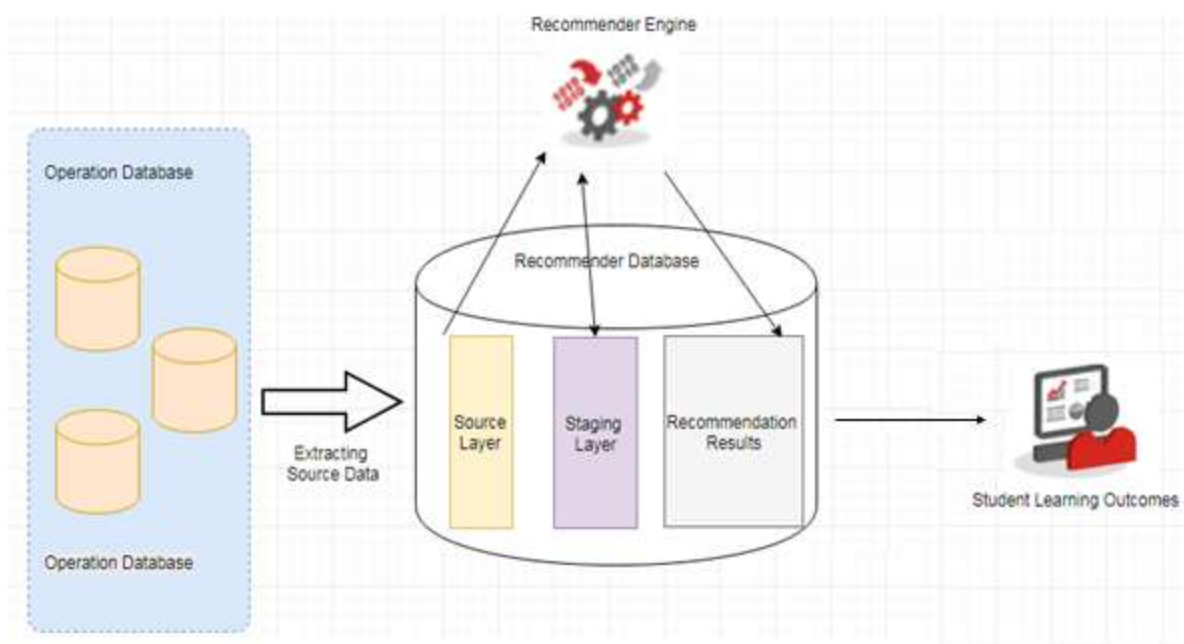 Recommender Engine
Operation Database
Recommender Database
Source
Layer
Staging
Layer
Recommendation
Results
Extracting
Source Data
Student Learning Outcomes
Operation Database